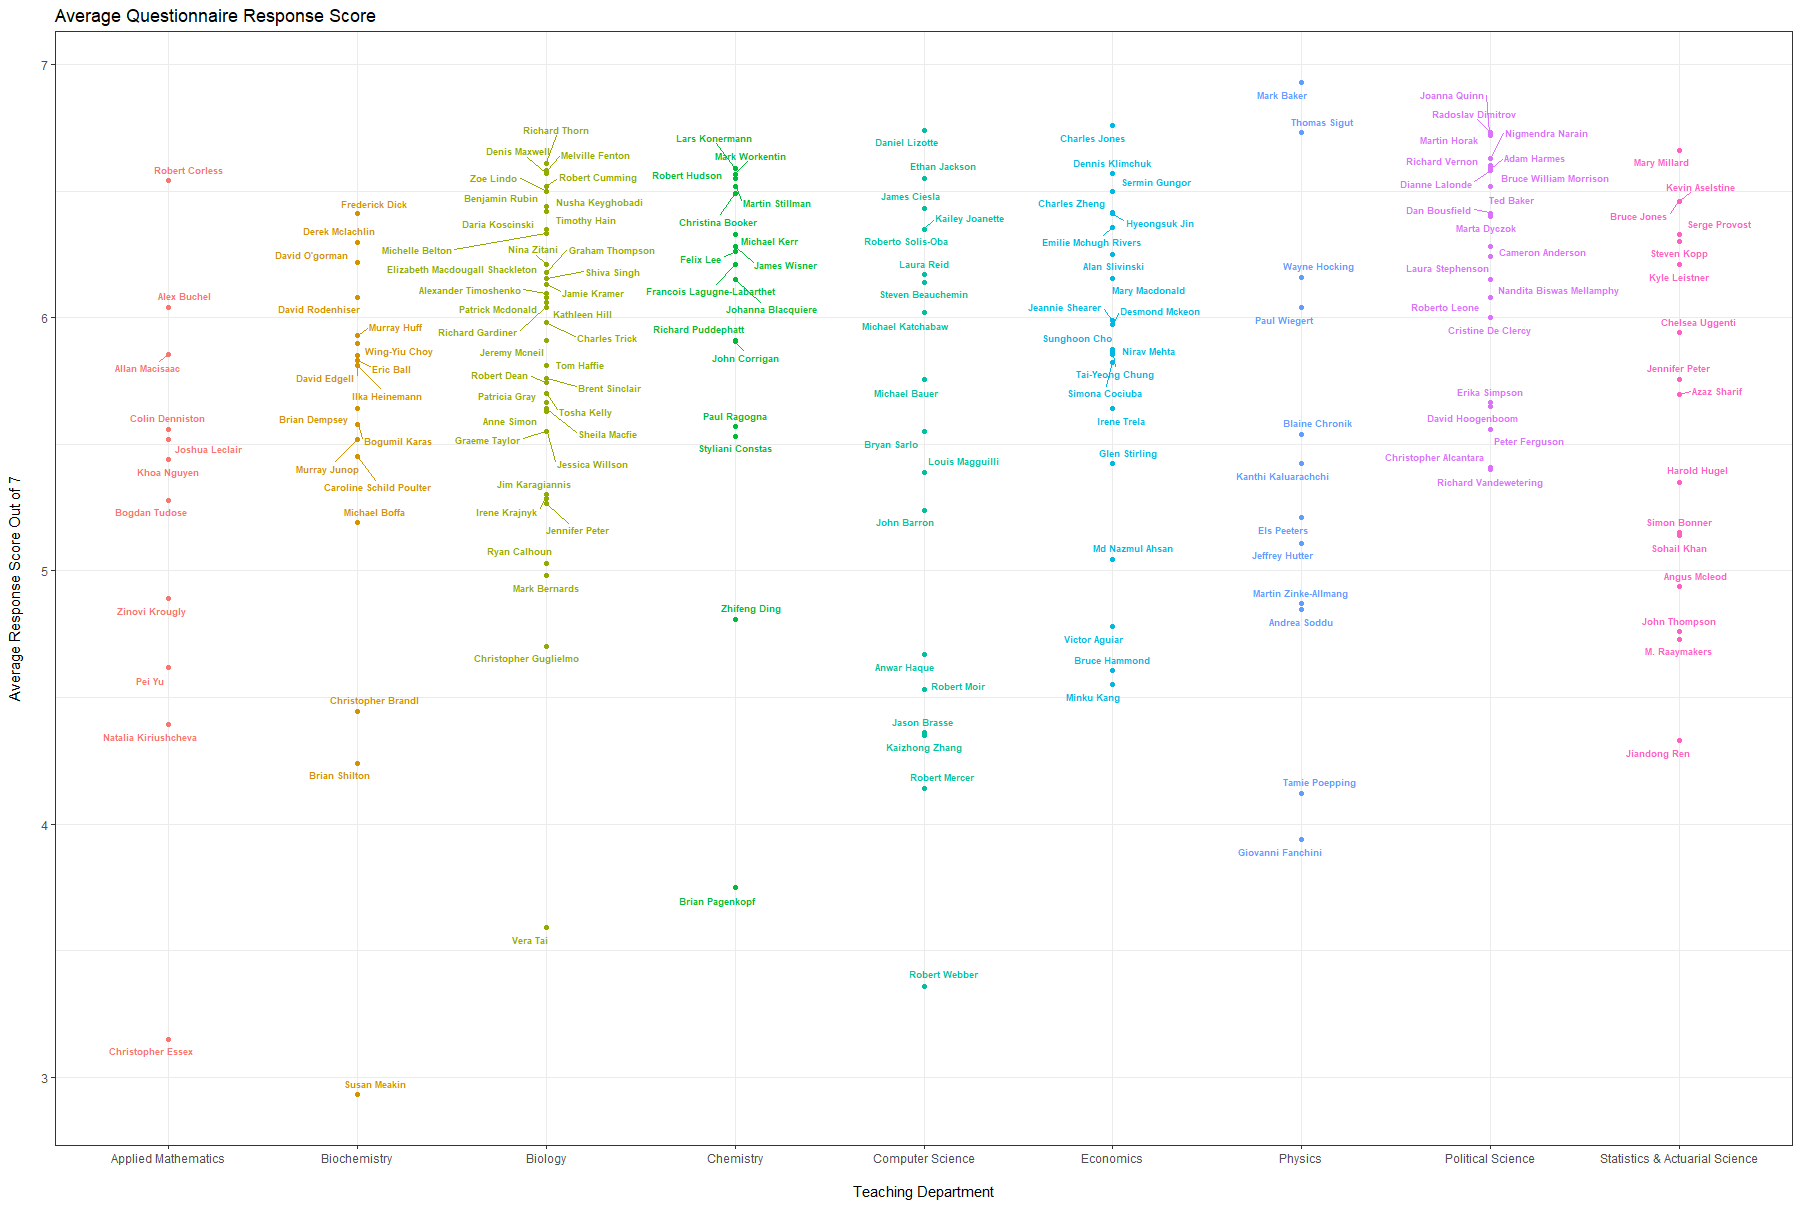 Average Questionnaire Response Score
Average Response Score Out of 7
7
6
5
4
3
Robert Corless
Alex Buchel
Allan Macisaac
Colin Denniston
Joshua Leclair
Khoa Nguyen
Bogdan Tudose
Zinovi Krougly
Pei Yu
Natalia Kiriushcheva
Christopher Essex
Frederick Dick
Derek Mclachlin
David O'gorman
David Rodenhiser
Murray Huff
Wing-Yiu Choy
Eric Ball
David Edgell
Ilka Heinemann
Brian Dempsey
Bogumil Karas
Murray Junop
Caroline Schild Poulter
Michael Boffa
Christopher Brandl
Brian Shilton
Susan Meakin
Richard Thorn
Denis Maxwell
Melville Fenton
Zoe Lindo
Robert Cumming
Benjamin Rubin
Nusha Keyghobadi
Timothy Hain
Daria Kosoinski
Michelle Belton
Nina Zitani
Graham Thompson
Elizabeth Macdougall Shackleton
Shiva Singh
Alexander Timoshenko
Jamie Kramer
Patrick Mcdonald
Kathleen Hill
Richard Gardiner
Charles Trick
Jeremy Mcneil
Tom Haffie
Robert Dean
Brent Sinclair
Patricia Gray
Tosha Kelly
Anne Simon
Sheila Macfie
Graeme Taylor
Jessica Willson
Jim Karagiannis
Irene Krajnyk
Jennifer Peter
Ryan Calhoun
Mark Bernards
Christopher Guglielmo
Vera Tai
Lars Konermann
Mark Workentin
Robert Hudson
Martin Stillman
Christina Booker
Michael Kerr
Felix Lee
James Wisner
Francois Lagugne-Labarthet
Johanna Blacquiere
Richard Puddephatt
John Corrigan
Paul Ragogna
Styliani Constas
Zhifeng Ding
Brian Pagenkopf
Daniel Lizotte
Ethan Jackson
James Ciesla
Kailey Joanette
Roberto Solis-Oba
Laura Reid
Steven Beauchemin
Michael Katchabaw
Michael Bauer
Bryan Sarlo
Louis Magguilli
John Barron
Anwar Haque
Robert Moir
Jason Brasse
Kaizhong Zhang
Robert Mercer
Robert Webber
Charles Jones
Dennis Klimchuk
Sermin Gungor
Charles Zheng
Hyeongsuk Jin
Emilie Mchugh Rivers
Alan Slivinski
Mary Macdonald
Jeannie Shearer
Desmond Mckeon
Sunghoon Cho
Nirav Mehta
Tai-Yeong Chung
Simona Cociuba
Irene Trela
Glen Stirling
Md Nazmul Ahsan
Victor Aguiar
Bruce Hammond
Minku Kang
Mark Baker
Thomas Sigut
Wayne Hocking
Paul Wiegert
Blaine Chronik
Kanthi Kaluarachchi
Els Peeters
Jeffrey Hutter
Martin Zinke-Allmang
Andrea Soddu
Tamie Poepping
Giovanni Fanchini
Joanna Quinn
Radoslav Dimitrov
Nigmendra Narain
Martin Horak
Richard Vernon
Adam Harmes
Dianne Lalonde
Bruce William Morrison
Ted Baker
Dan Bousfield
Marta Dyczok
Cameron Anderson
Laura Stephenson
Nandita Biswas Mellamphy
Roberto Leone
Cristine De Clercy
Erika Simpson
David Hoogenboom
Peter Ferguson
Christopher Alcantara
Richard Vandewetering
Mary Millard
Kevin Aselstine
Bruce Jones
Serge Provost
Steven Kopp
Kyle Leistner
Chelsea Uggenti
Jennifer Peter
Azaz Sharif
Harold Hugel
Simon Bonner
Sohail Khan
Angus Mcleod
John Thompson
M. Raaymakers
Jiandong Ren
Applied Mathematics
Biochemistry
Biology
Chemistry
Computer Science
Economics
Physics
Political Science
Statistics & Actuarial Science
Teaching Department